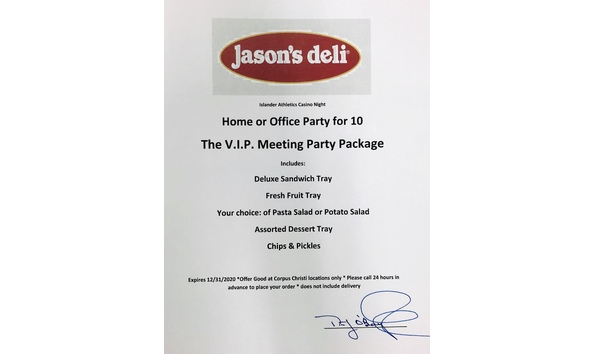 Jason's deli
Islander Athletics Casino Night
Home or Office Party for 10
The V.I.P. Meeting Party Package
Includes:
Deluxe Sandwich Tray
Fresh Fruit Tray
Your choice: of Pasta Salad or Potato Salad
Assorted Dessert Tray
Chips & Pickles
Expires 12/31/2020 *Offer Good at Corpus Christi locations only * Please call 24 hours in
advance to place your order * does not include delivery